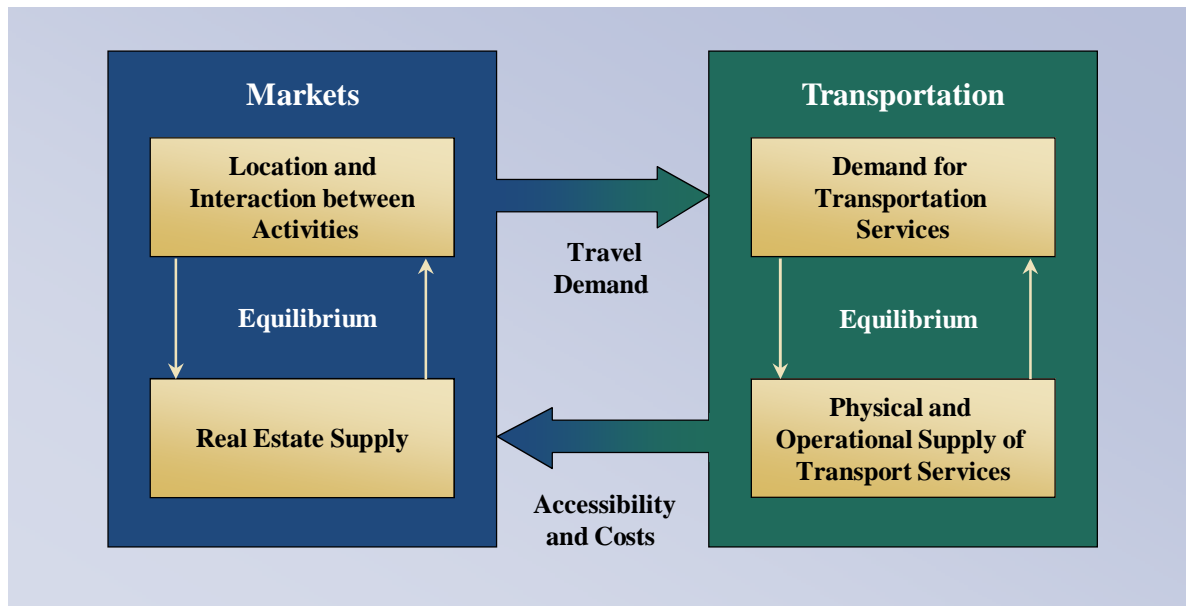 Markets
Location and
Interaction between
Activities
Equilibrium
Real Estate Supply
Travel
Demand
Accessibility
and Costs
Transportation
Demand for
Transportation
Services
Equilibrium
Physical and
Operational Supply of
Transport Services